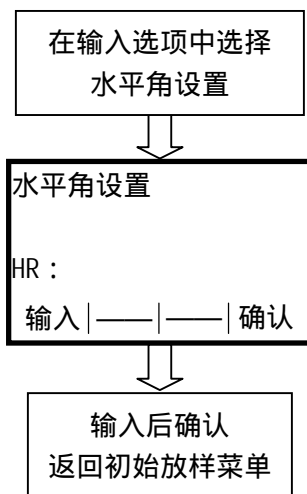 在输入选项中选择
水平角设置
水平角设置
HR：
输入|——|——|确认
输入后确认
返回初始放样菜单